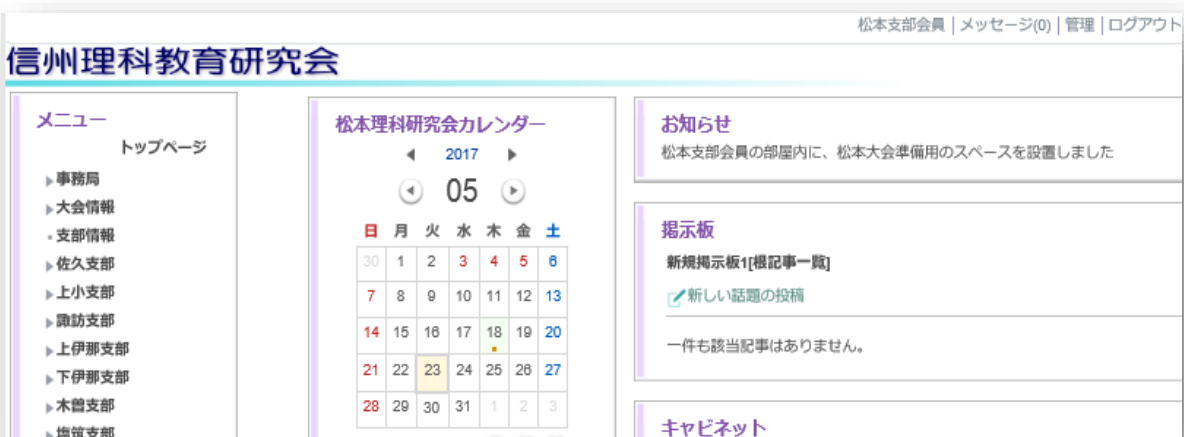 松本支部会員 | メッセージ(0) | 管理 | ログアウト
信州理科教育研究会
メニュー
トップページ
事務局
大会情報
支部情報
佐久支部
上小支部
諏訪支部
上伊那支部
下伊那支部
木曽支部
塩筑支部
松本理科研究会カレンダー
2017
05
日 月 火 水 木 金 土
30 1 2 3 4 5 6
7 8 9 10 11 12 13
14 15 16 17 18 19 20
21 22 23 24 25 26 27
28 29 30 31 1 2 3
お知らせ
松本支部会員の部屋内に、松本大会準備用のスペースを設置しました
掲示板
新規掲示板1[根記事一覧]
新しい話題の投稿
一件も該当記事はありません。
キャビネット